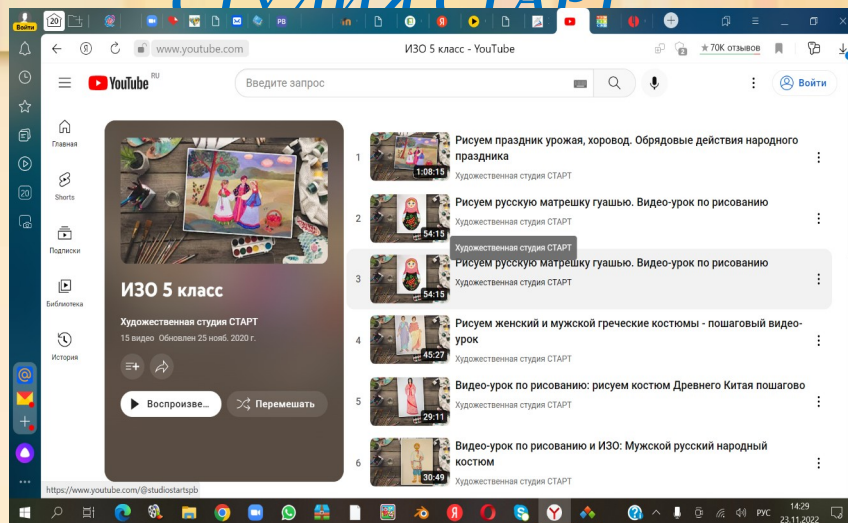 СТУДИЯ СТАРТ
Войти
20
PB
www.youtube.com
ИЗО 5 класс - YouTube
2
★ 70К отзывов
YouTube RU
Введите запрос
Войти
Главная
Shorts
Подписки
Библиотека
История
20
ИЗО 5 класс
Художественная студия СТАРТ
15 видео Обновлен 25 нояб. 2020 г.
Воспроизве...
Перемешать
1
1:08:15
Рисуем праздник урожая, хоровод. Обрядовые действия народного
праздника
Художественная студия СТАРТ
2
54:15
Рисуем русскую матрешку гуашью. Видео-урок по рисованию
Художественная студия СТАРТ
Художественная студия СТАРТ
3
54:15
Рисуем русскую матрешку гуашью. Видео-урок по рисованию
Художественная студия СТАРТ
4
45:27
Рисуем женский и мужской греческие костюмы - пошаговый видео-
урок
Художественная студия СТАРТ
5
29:11
Видео-урок по рисованию: рисуем костюм Древнего Китая пошагово
Художественная студия СТАРТ
6
30:49
Видео-урок по рисованию и ИЗО: Мужской русский народный
костюм
Художественная студия СТАРТ
https://www.youtube.com/@studiostartspb
РУС
14:29
23.11.2022